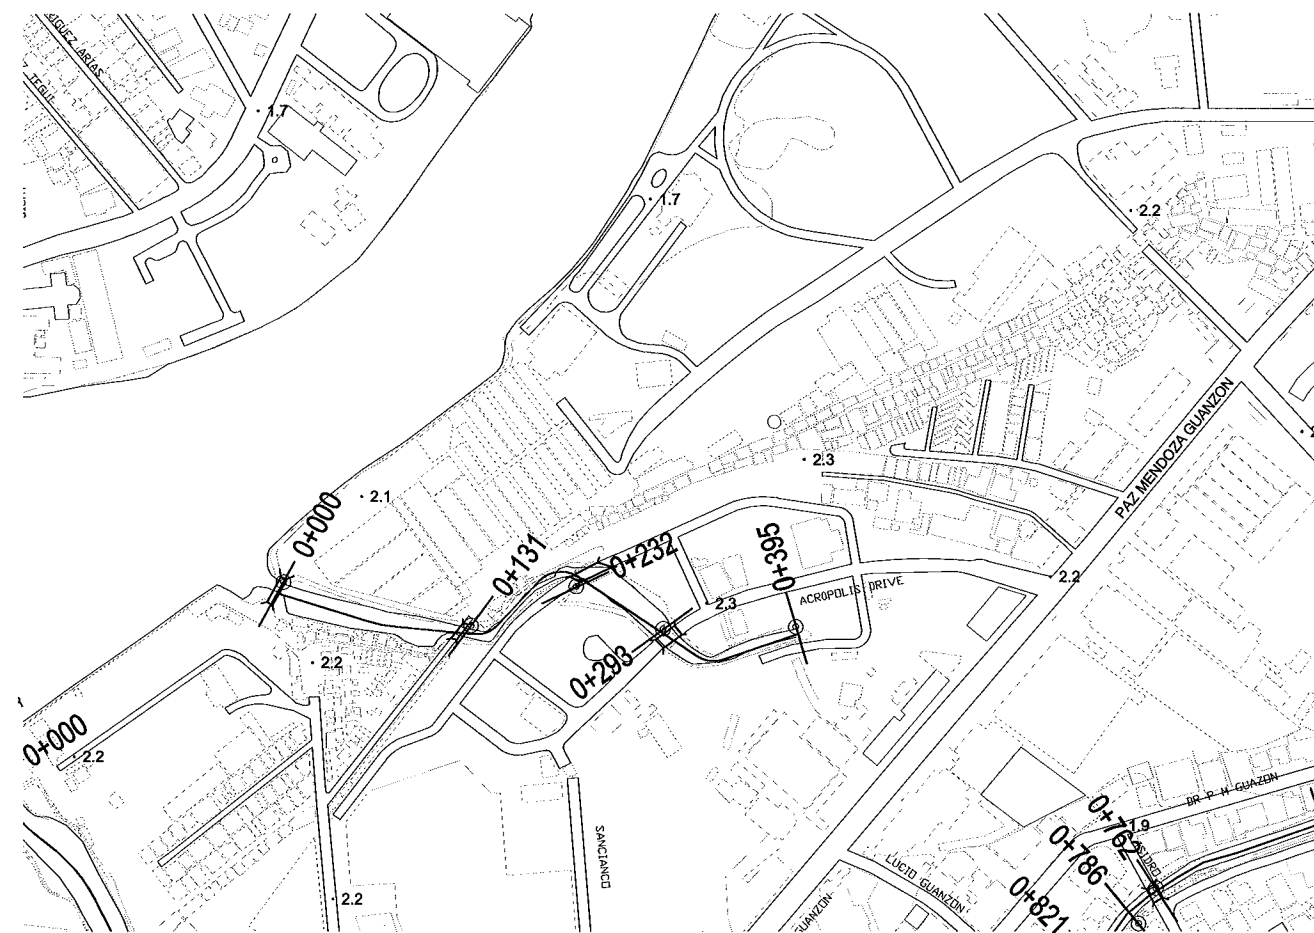 TEGUI
1.7
1.7
2.2
2.3
2.1
PAZ MENDOZA GUANZON
0+000
0+131
0+232
0+395
2.2
ACROPOLIS DRIVE
2.3
2.2
0+293
0+000
2.2
DR P H GUAZON
0+762
1.9
0+786
LUCIO GUANZON
0+821
SANCIANCO
2.2
GUANZON